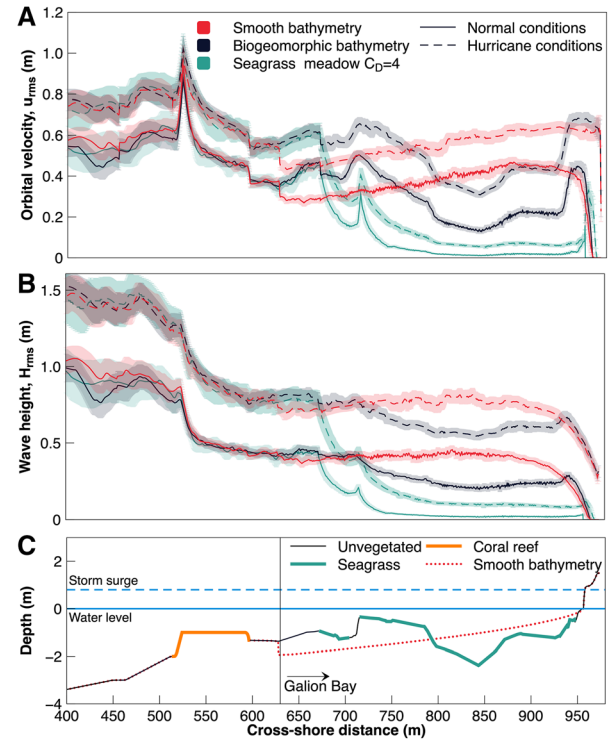 A
1.2
1.0
0.8
0.6
0.4
0.2
0
Orbital velocity, urms (m)
Smooth bathymetry
Biogeomorphic bathymetry
Seagrass meadow CD=4
Normal conditions
Hurricane conditions
B
1.5
1.0
0.5
0
Wave height, Hrms (m)
C
2
0
−2
−4
Depth (m)
Unvegetated
Seagrass
Coral reef
Smooth bathymetry
Storm surge
Water level
Galion Bay
400 450 500 550 600 650 700 750 800 850 900 950
Cross-shore distance (m)